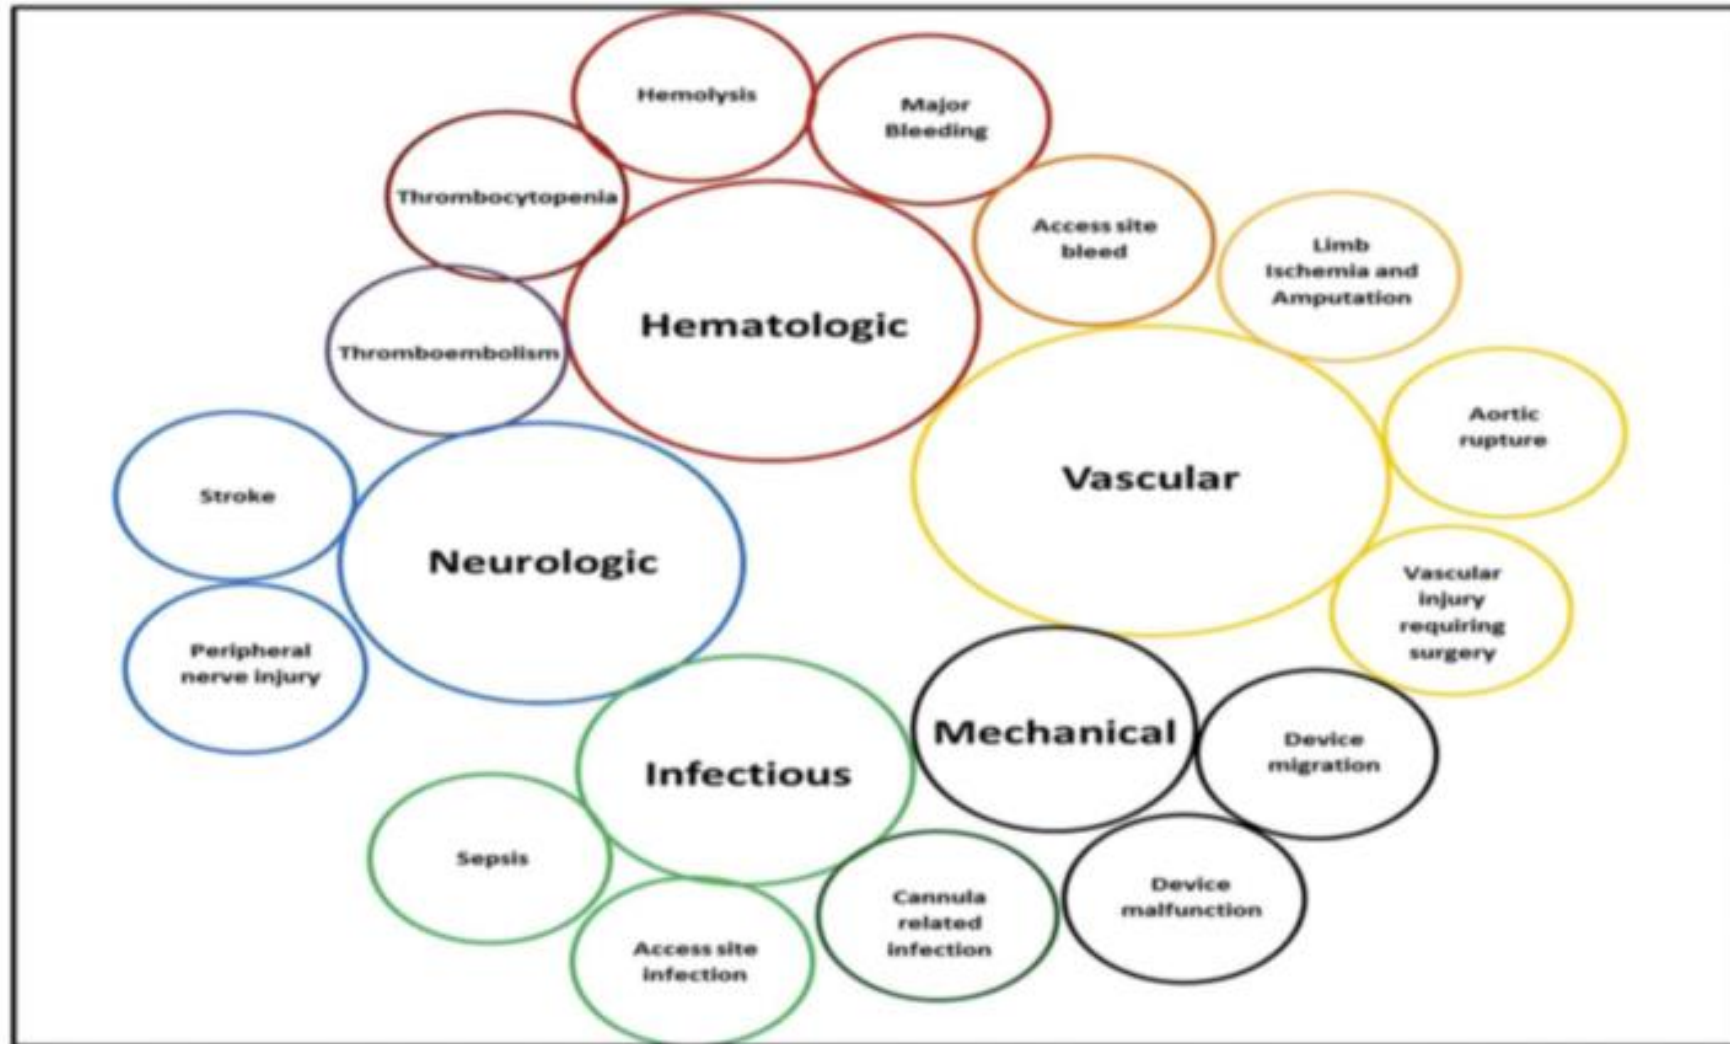 Hemolysis
Major
Bleeding
Thrombocytopenia
Access site
bleed
Limb
Ischemia and
Amputation
Hematologic
Thromboembolism
Aortic
rupture
Vascular
Stroke
Neurologic
Vascular
injury
requiring
surgery
Peripheral
nerve injury
Mechanical
Device
migration
Infectious
Sepsis
Device
malfunction
Cannula
related
infection
Access site
infection